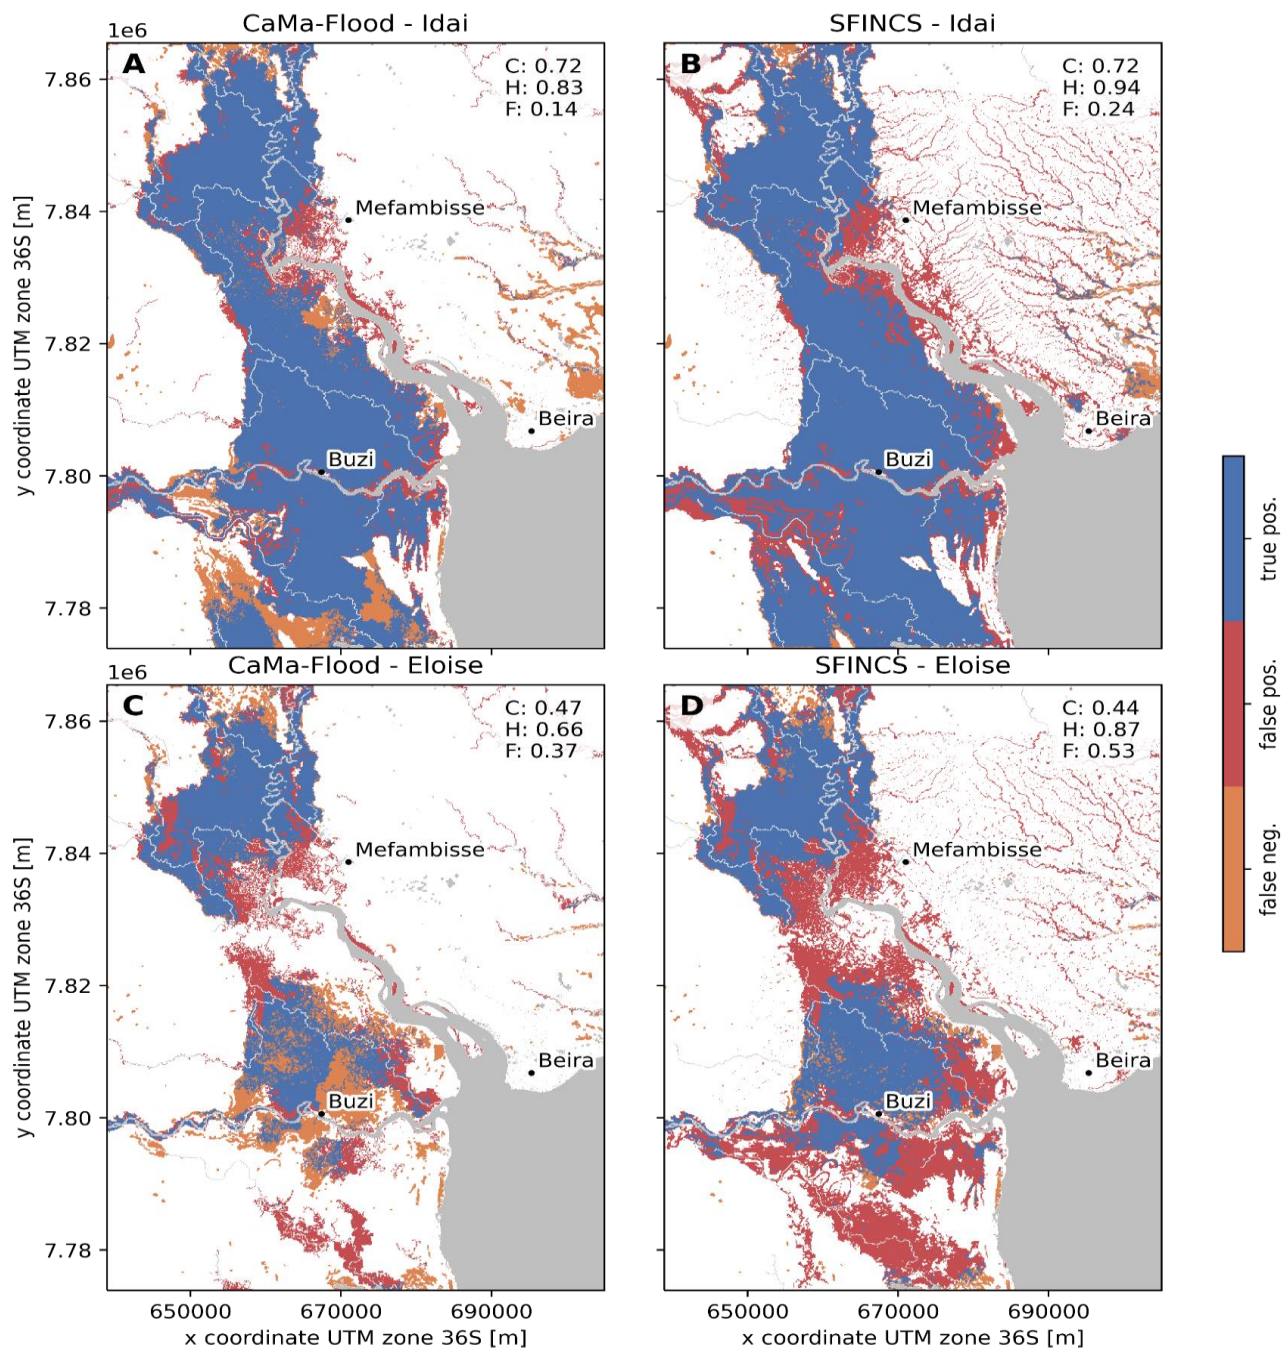 CaMa-Flood - Idai
SFINCS - Idai
1e6
A
C: 0.72
H: 0.83
F: 0.14
B
C: 0.72
H: 0.94
F: 0.24
7.86
7.84
7.82
7.80
7.78
y coordinate UTM zone 36S [m]
Mefambisse
Beira
Buzi
Mefambisse
Beira
Buzi
CaMa-Flood - Eloise
SFINCS - Eloise
1e6
C
C: 0.47
H: 0.66
F: 0.37
D
C: 0.44
H: 0.87
F: 0.53
7.86
7.84
7.82
7.80
7.78
y coordinate UTM zone 36S [m]
Mefambisse
Beira
Buzi
Mefambisse
Beira
Buzi
650000 670000 690000
x coordinate UTM zone 36S [m]
650000 670000 690000
x coordinate UTM zone 36S [m]
true pos.
false pos.
false neg.